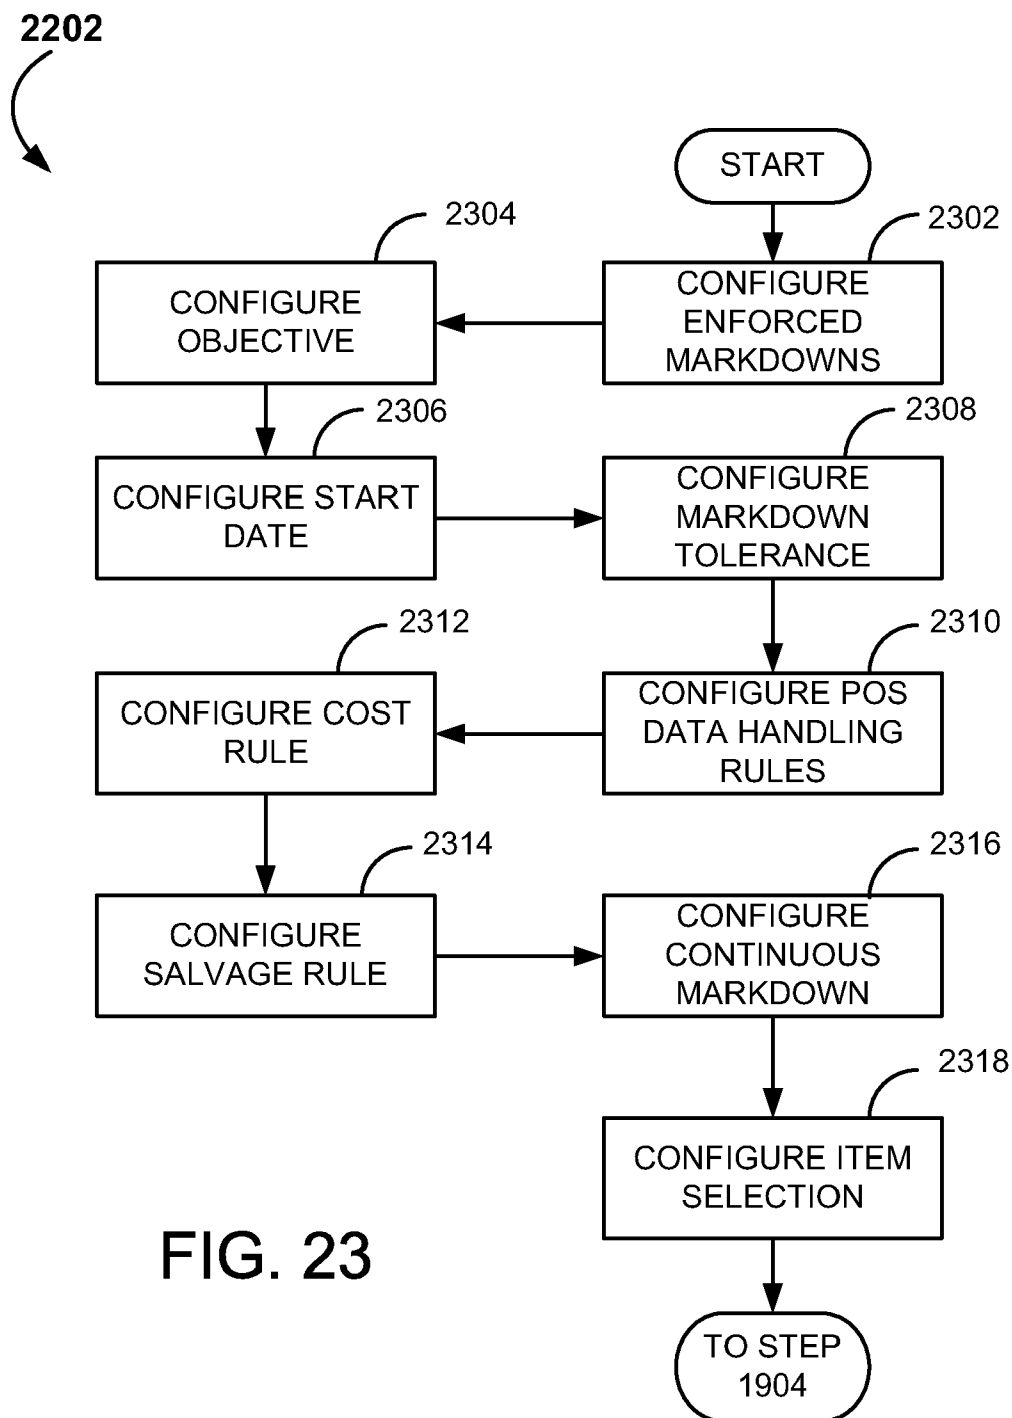 2202
START
2302
CONFIGURE
ENFORCED
MARKDOWNS
2304
CONFIGURE
OBJECTIVE
2306
CONFIGURE START
DATE
2308
CONFIGURE
MARKDOWN
TOLERANCE
2310
CONFIGURE POS
DATA HANDLING
RULES
2312
CONFIGURE COST
RULE
2314
CONFIGURE
SALVAGE RULE
2316
CONFIGURE
CONTINUOUS
MARKDOWN
2318
CONFIGURE ITEM
SELECTION
TO STEP
1904
FIG. 23